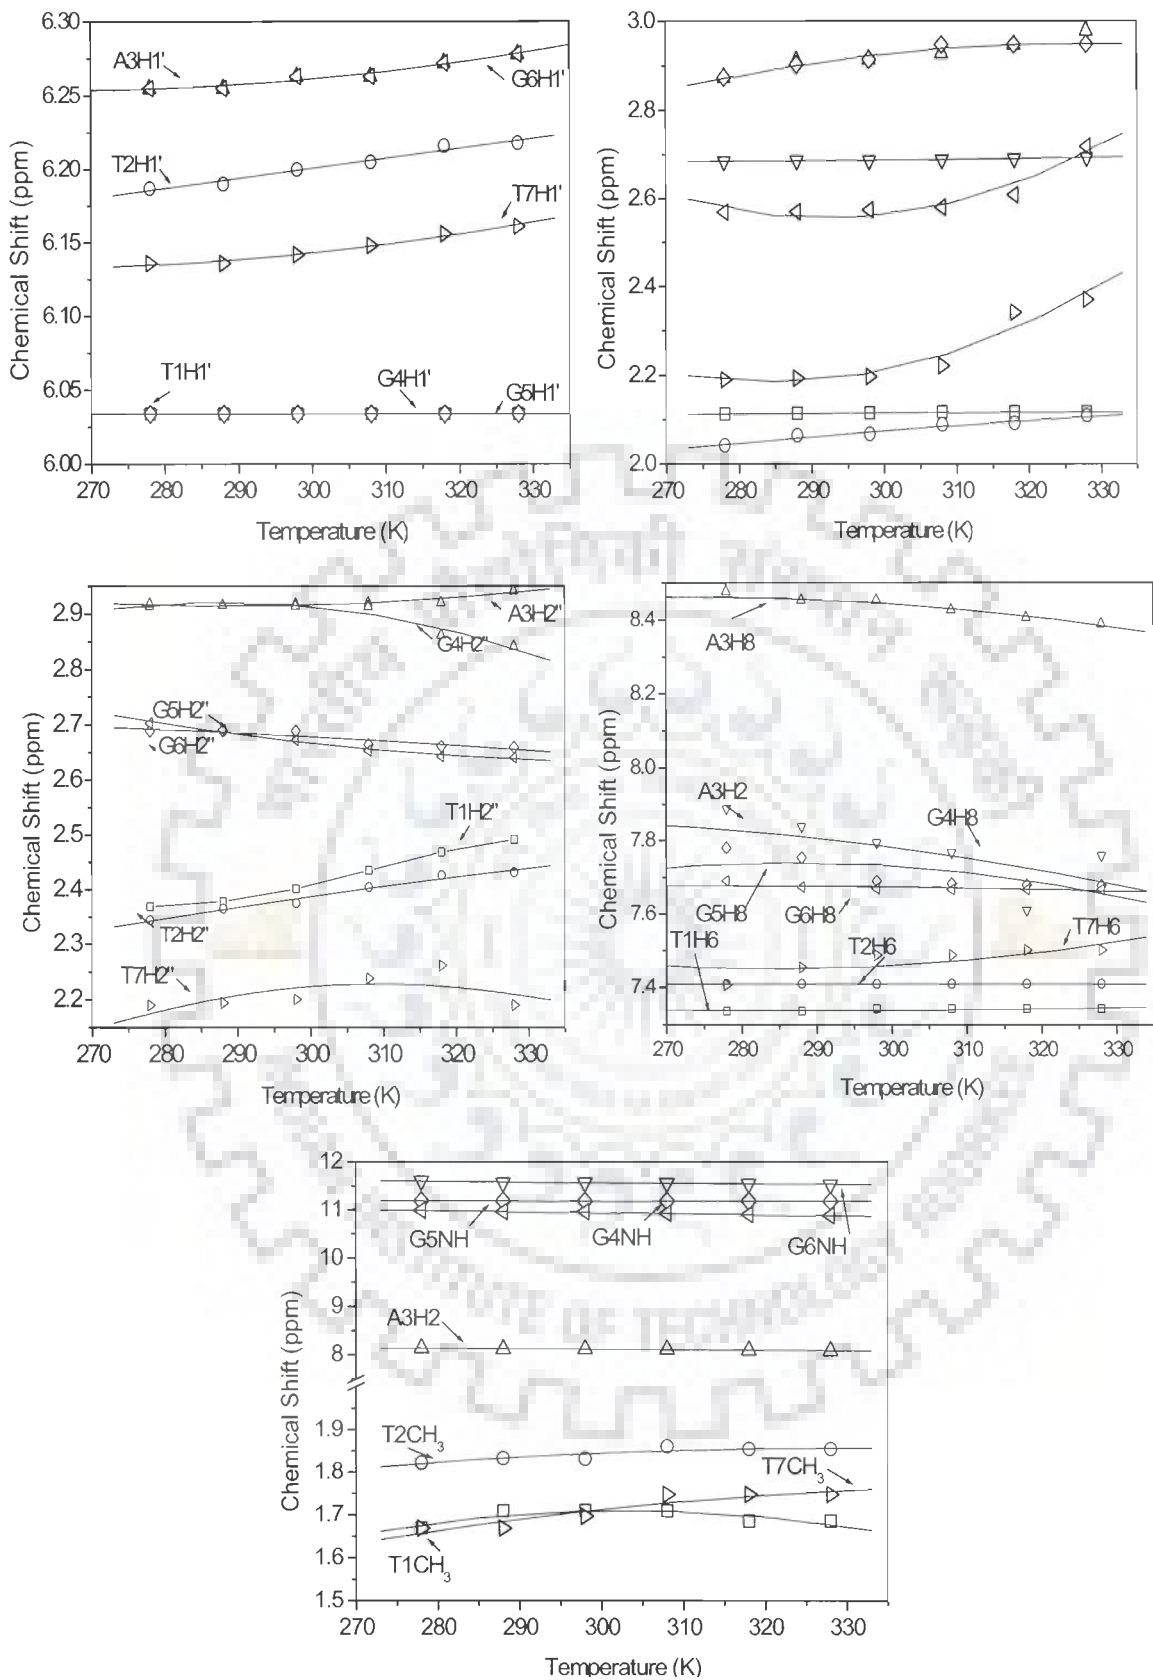 6.30
6.25
6.20
6.15
6.10
6.05
6.00
Chemical Shift (ppm)
A3H1'
G6H1'
T2H1'
T7H1'
T1H1'
G4H1'
G5H1'
270 280 290 300 310 320 330
Temperature (K)
3.0
2.8
2.6
2.4
2.2
2.0
Chemical Shift (ppm)
270 280 290 300 310 320 330
Temperature (K)
2.9
2.8
2.7
2.6
2.5
2.4
2.3
2.2
Chemical Shift (ppm)
A3H2"
G4H2"
G5H2"
G6H2"
T1H2"
T2H2"
T7H2"
270 280 290 300 310 320 330
Temperature (K)
8.4
8.2
8.0
7.8
7.6
7.4
Chemical Shift (ppm)
A3H8
A3H2
G4H8
G5H8
G6H8
T7H6
T1H6
T2H6
270 280 290 300 310 320 330
Temperature (K)
12
11
10
9
8
1.9
1.8
1.7
1.6
1.5
Chemical Shift (ppm)
G5NH
G4NH
G6NH
A3H2
T2CH3
T7CH3
T1CH3
270 280 290 300 310 320 330
Temperature (K)